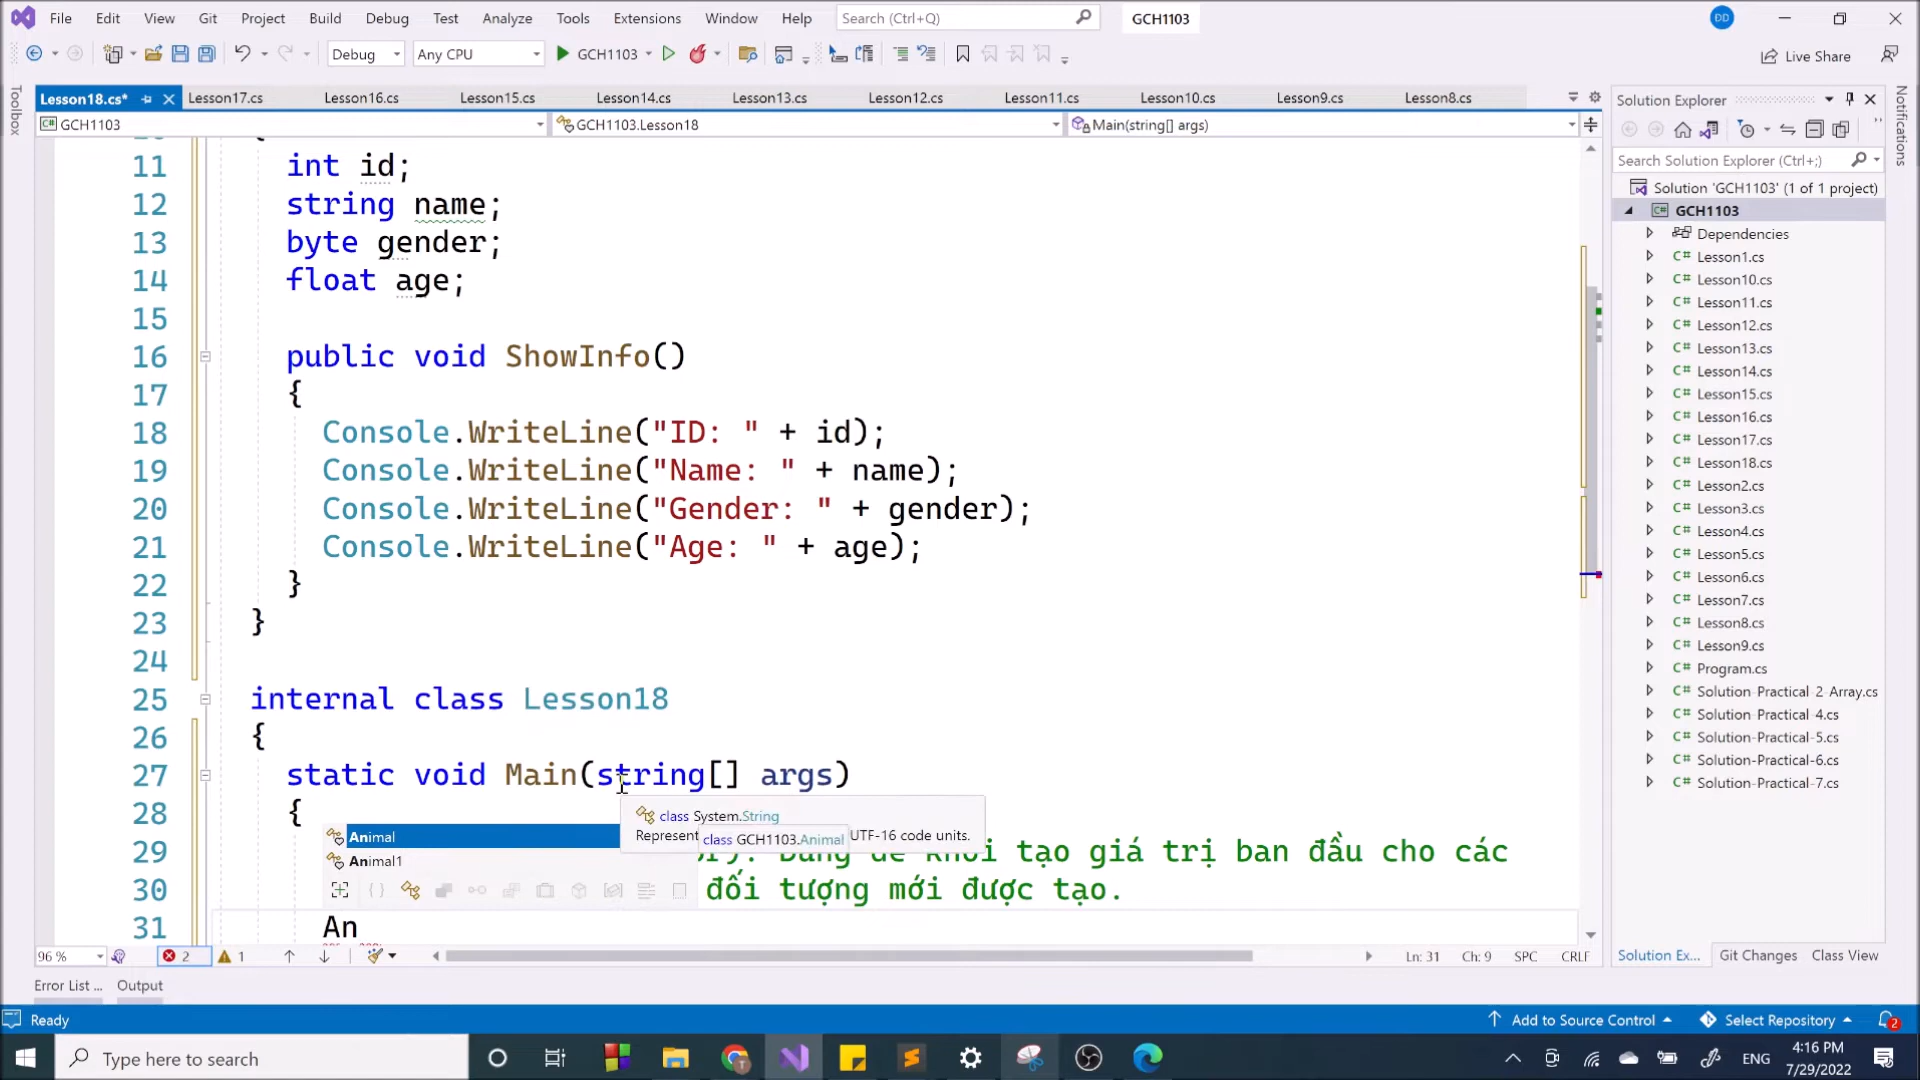 File Edit View Git Project Build Debug Test Analyze Tools Extensions Window Help Search (Ctrl+Q) GCH1103 DD
Debug Any CPU GCH1103 Live Share
Toolbox
Lesson18.cs* Lesson17.cs Lesson16.cs Lesson15.cs Lesson14.cs Lesson13.cs Lesson12.cs Lesson11.cs Lesson10.cs Lesson9.cs Lesson8.cs
GCH1103 GCH1103.Lesson18 Main(string[] args)
11 int id;
12 string name;
13 byte gender;
14 float age;
15
16 public void ShowInfo()
17 {
18 Console.WriteLine("ID: " + id);
19 Console.WriteLine("Name: " + name);
20 Console.WriteLine("Gender: " + gender);
21 Console.WriteLine("Age: " + age);
22 }
23 }
24
25 internal class Lesson18
26 {
27 static void Main(string[] args)
28 {
class System.String
Represent UTF-16 code units.
class GCH1103.Animal
Animal
Animal1
29 khởi tạo giá trị ban đầu cho các
30 đối tượng mới được tạo.
31 An
96 % 2 1 Ln: 31 Ch: 9 SPC CRLF
Error List ... Output
Solution Explorer
Search Solution Explorer (Ctrl+;)
Solution 'GCH1103' (1 of 1 project)
GCH1103
Dependencies
C# Lesson1.cs
C# Lesson10.cs
C# Lesson11.cs
C# Lesson12.cs
C# Lesson13.cs
C# Lesson14.cs
C# Lesson15.cs
C# Lesson16.cs
C# Lesson17.cs
C# Lesson18.cs
C# Lesson2.cs
C# Lesson3.cs
C# Lesson4.cs
C# Lesson5.cs
C# Lesson6.cs
C# Lesson7.cs
C# Lesson8.cs
C# Lesson9.cs
C# Program.cs
C# Solution-Practical 2-Array.cs
C# Solution-Practical-4.cs
C# Solution-Practical-5.cs
C# Solution-Practical-6.cs
C# Solution-Practical-7.cs
Solution Ex... Git Changes Class View
Notifications
Ready Add to Source Control Select Repository 2
Type here to search ENG 4:16 PM
7/29/2022